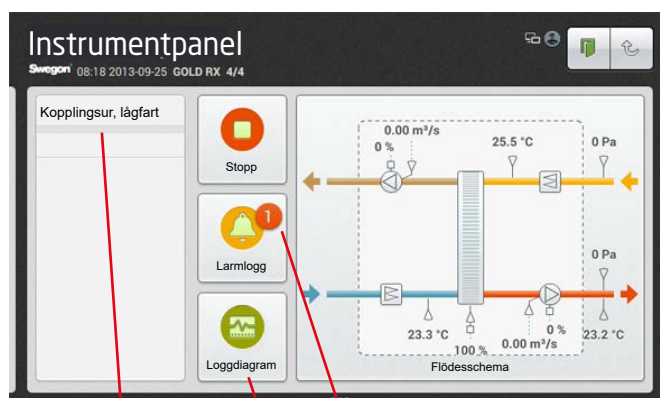 Instrumentpanel
Swegon 08:18 2013-09-25 GOLD RX 4/4
Kopplingsur, lågfart
Stopp
1
Larmlogg
Loggdiagram
0.00 m³/s
0 %
25.5 °C
0 Pa
0 Pa
23.3 °C
100 %
0.00 m³/s
0 %
23.2 °C
Flödesschema